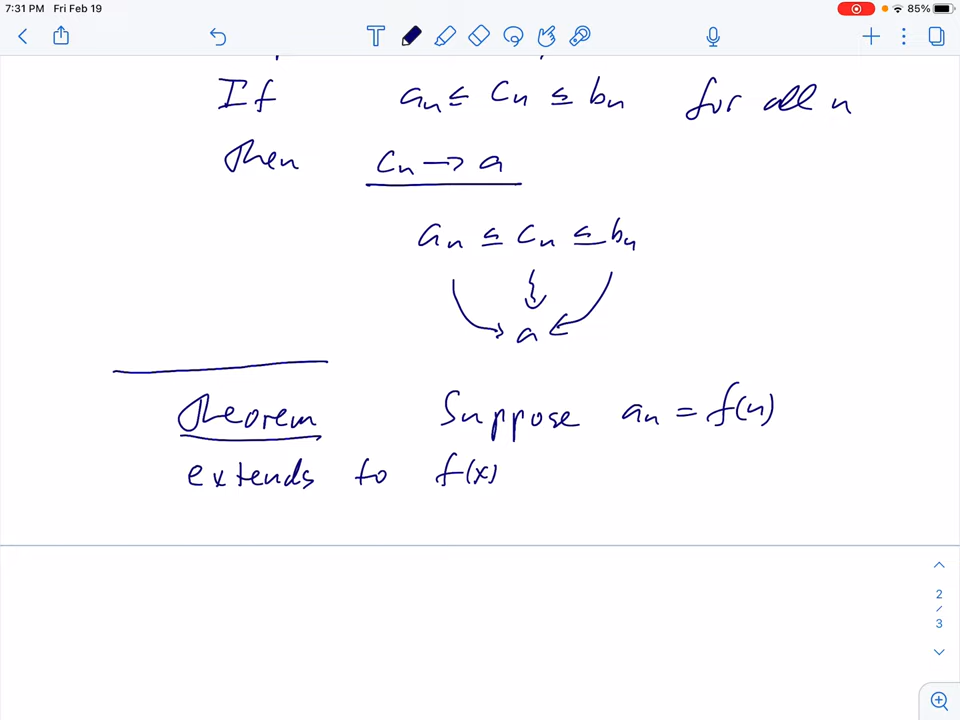 7:31 PM Fri Feb 19
85%
If aₙ ≤ cₙ ≤ bₙ for all n
Then cₙ → a
aₙ ≤ cₙ ≤ bₙ
a
Theorem Suppose aₙ = f(n)
extends to f(x)
2
/
3